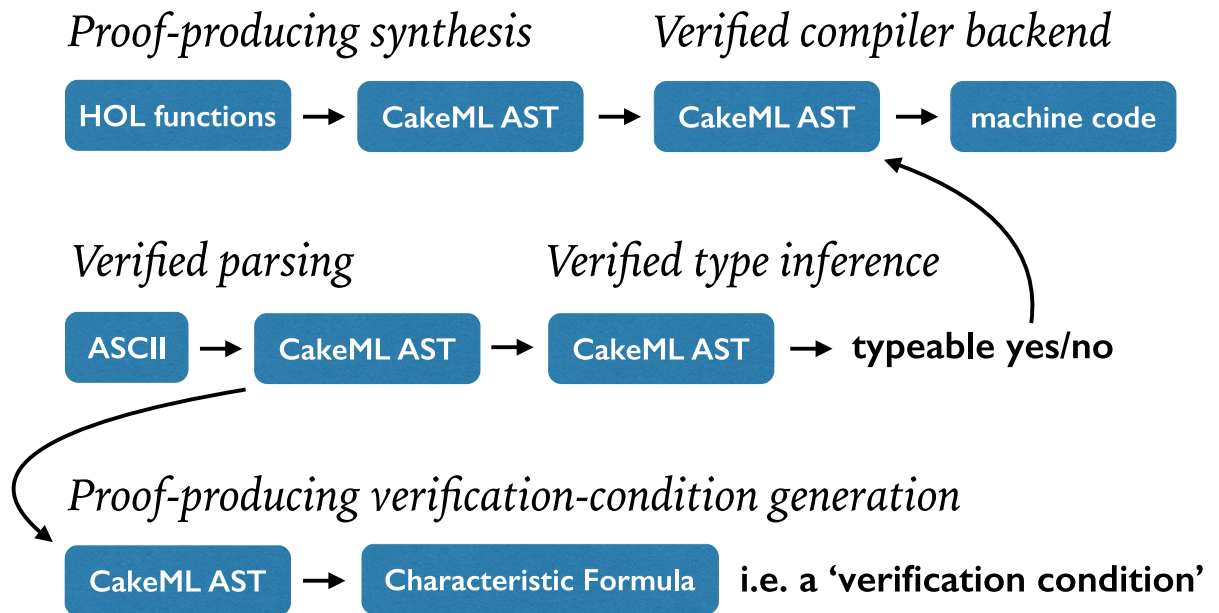 Proof-producing synthesis Verified compiler backend
HOL functions CakeML AST CakeML AST machine code
Verified parsing Verified type inference
ASCII CakeML AST CakeML AST typeable yes/no
Proof-producing verification-condition generation
CakeML AST Characteristic Formula i.e. a ‘verification condition’